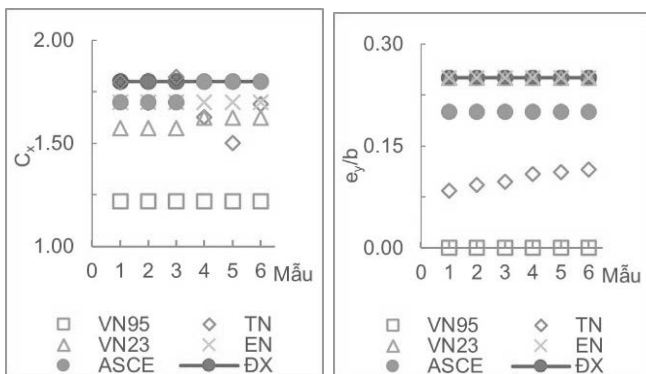 2.00
1.50
1.00
Cx
0 1 2 3 4 5 6 Mẫu
VN95 TN
VN23 EN
ASCE ĐX
0.30
0.15
0.00
ey/b
0 1 2 3 4 5 6 Mẫu
VN95 TN
VN23 EN
ASCE ĐX